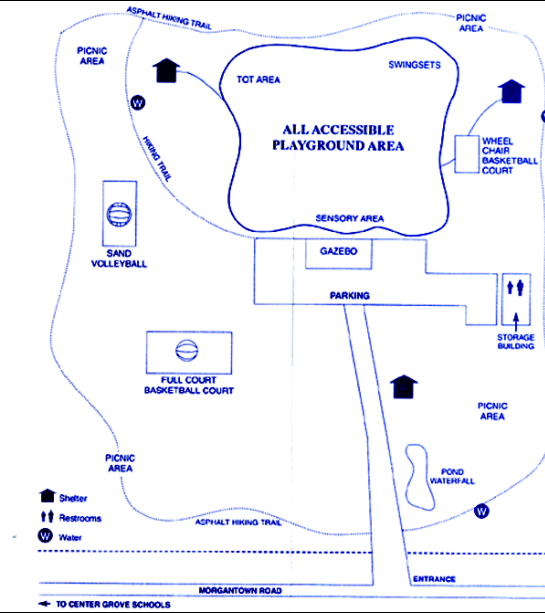 ASPHALT HIKING TRAIL
PICNIC
AREA
PICNIC
AREA
SWINGSETS
TOT AREA
W
ALL ACCESSIBLE
PLAYGROUND AREA
WHEEL
CHAIR
BASKETBALL
COURT
HIKING TRAIL
SENSORY AREA
SAND
VOLLEYBALL
GAZEBO
PARKING
STORAGE
BUILDING
FULL COURT
BASKETBALL COURT
PICNIC
AREA
PICNIC
AREA
POND
WATERFALL
Shelter
Restrooms
W
Water
W
ASPHALT HIKING TRAIL
ENTRANCE
MORGANTOWN ROAD
TO CENTER GROVE SCHOOLS